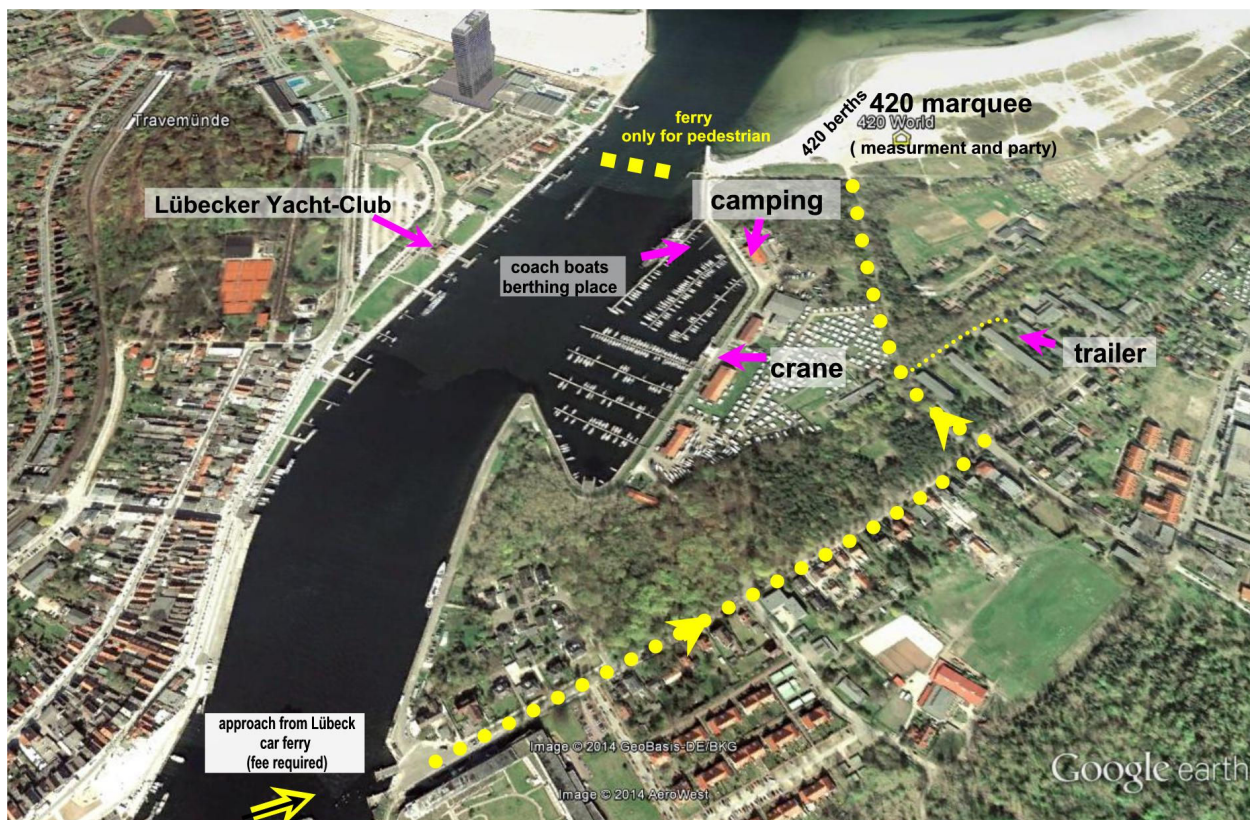 Travemünde
ferry
only for pedestrian
420 berths
420 marquee
420 World
( measurment and party)
Lübecker Yacht-Club
camping
coach boats
berthing place
crane
trailer
approach from Lübeck
car ferry
(fee required)
Image © 2014 GeoBasis-DE/BKG
Image © 2014 AeroWest
Google earth